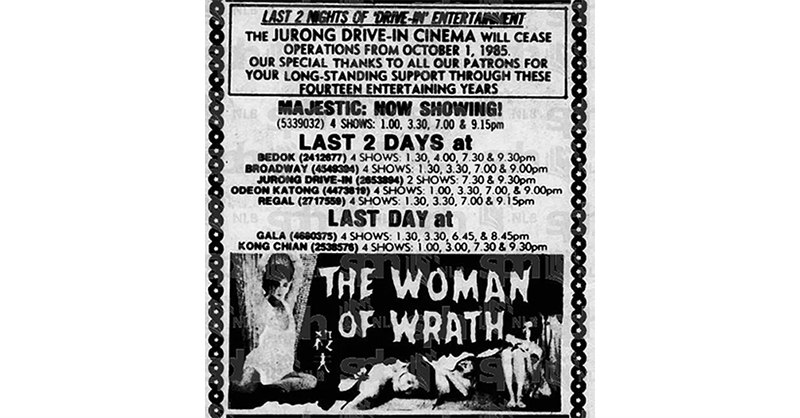 LAST 2 NIGHTS OF 'DRIVE-IN' ENTERTAINMENT
THE JURONG DRIVE-IN CINEMA WILL CEASE
OPERATIONS FROM OCTOBER 1, 1985.
OUR SPECIAL THANKS TO ALL OUR PATRONS FOR
YOUR LONG-STANDING SUPPORT THROUGH THESE
FOURTEEN ENTERTAINING YEARS
MAJESTIC: NOW SHOWING!
(5339032) 4 SHOWS: 1.00, 3.30, 7.00 & 9.15pm
LAST 2 DAYS at
BEDOK (2412677) 4 SHOWS: 1.30, 4.00, 7.30 & 9.30pm
BROADWAY (4549394) 4 SHOWS: 1.30, 3.30, 7.00 & 9.00pm
JURONG DRIVE-IN (2653894) 2 SHOWS: 7.30 & 9.30pm
ODEON KATONG (4473819) 4 SHOWS: 1.00, 3.30, 7.00, & 9.00pm
REGAL (2717559) 4 SHOWS: 1.30, 3.30, 7.00 & 9.15pm
LAST DAY at
GALA (4660375) 4 SHOWS: 1.30, 3.30, 6.45, & 8.45pm
KONG CHIAN (2538576) 4 SHOWS: 1.00, 3.00, 7.30 & 9.30pm
THE WOMAN
OF WRATH